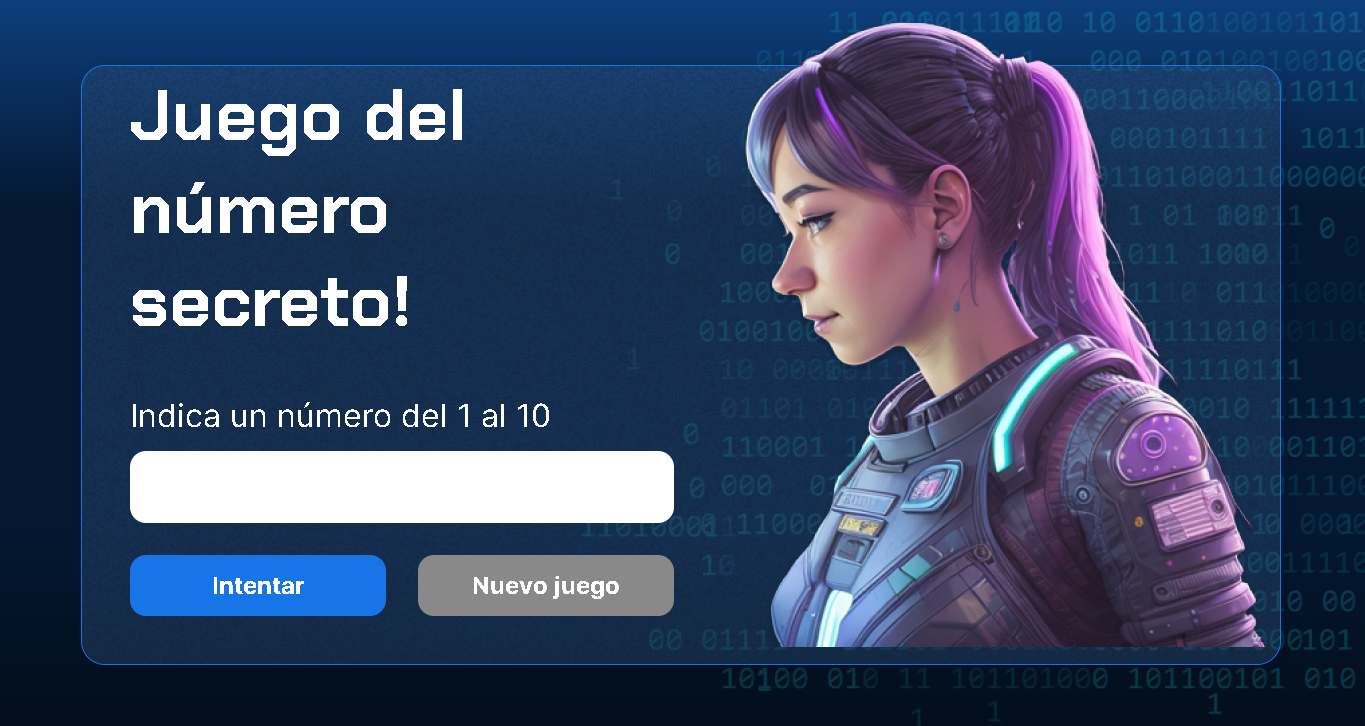 Juego del
número
secreto!
Indica un número del 1 al 10
Intentar
Nuevo juego